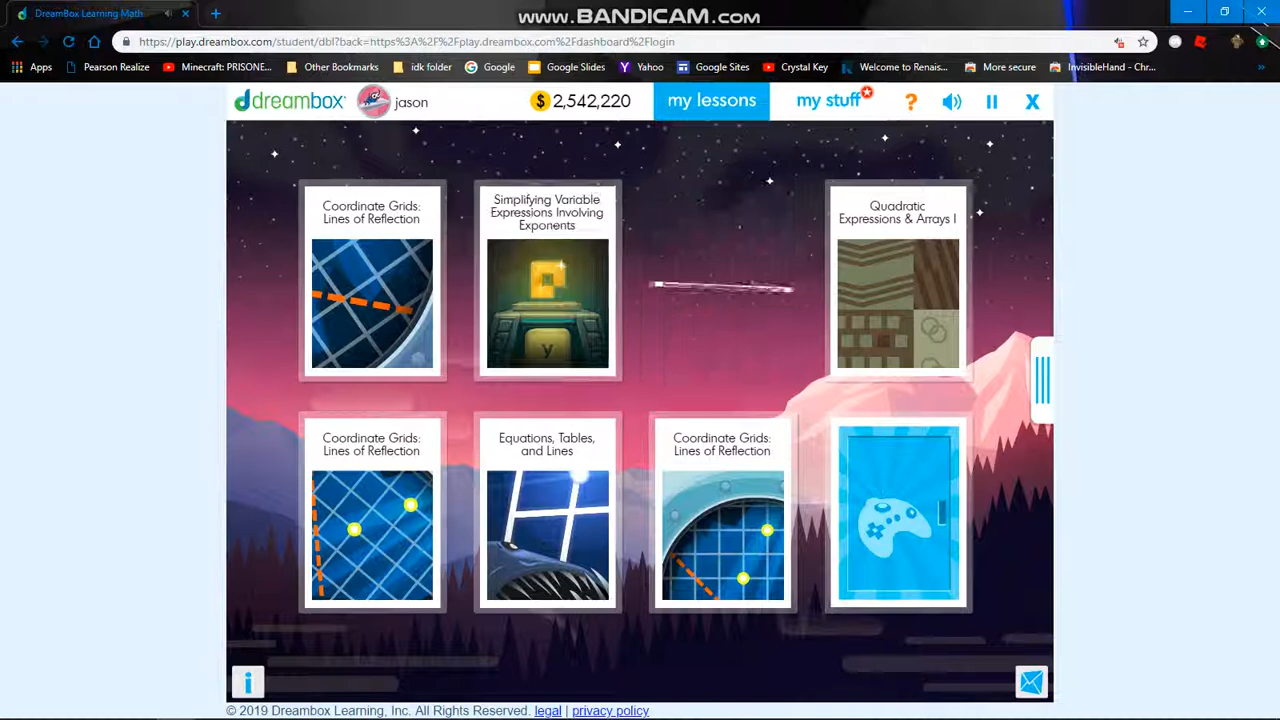 www.BANDICAM.com
DreamBox Learning Math
https://play.dreambox.com/student/dbl?back=https%3A%2F%2Fplay.dreambox.com%2Fdashboard%2Flogin
Apps Pearson Realize Minecraft: PRISONE... Other Bookmarks idk folder Google Google Slides Yahoo Google Sites Crystal Key Welcome to Renais... More secure InvisibleHand - Chr...
dreambox jason $ 2,542,220 my lessons my stuff ? X
Coordinate Grids:
Lines of Reflection
Simplifying Variable
Expressions Involving
Exponents
y
Quadratic
Expressions & Arrays I
Coordinate Grids:
Lines of Reflection
Equations, Tables,
and Lines
Coordinate Grids:
Lines of Reflection
i
© 2019 Dreambox Learning, Inc. All Rights Reserved. legal | privacy policy